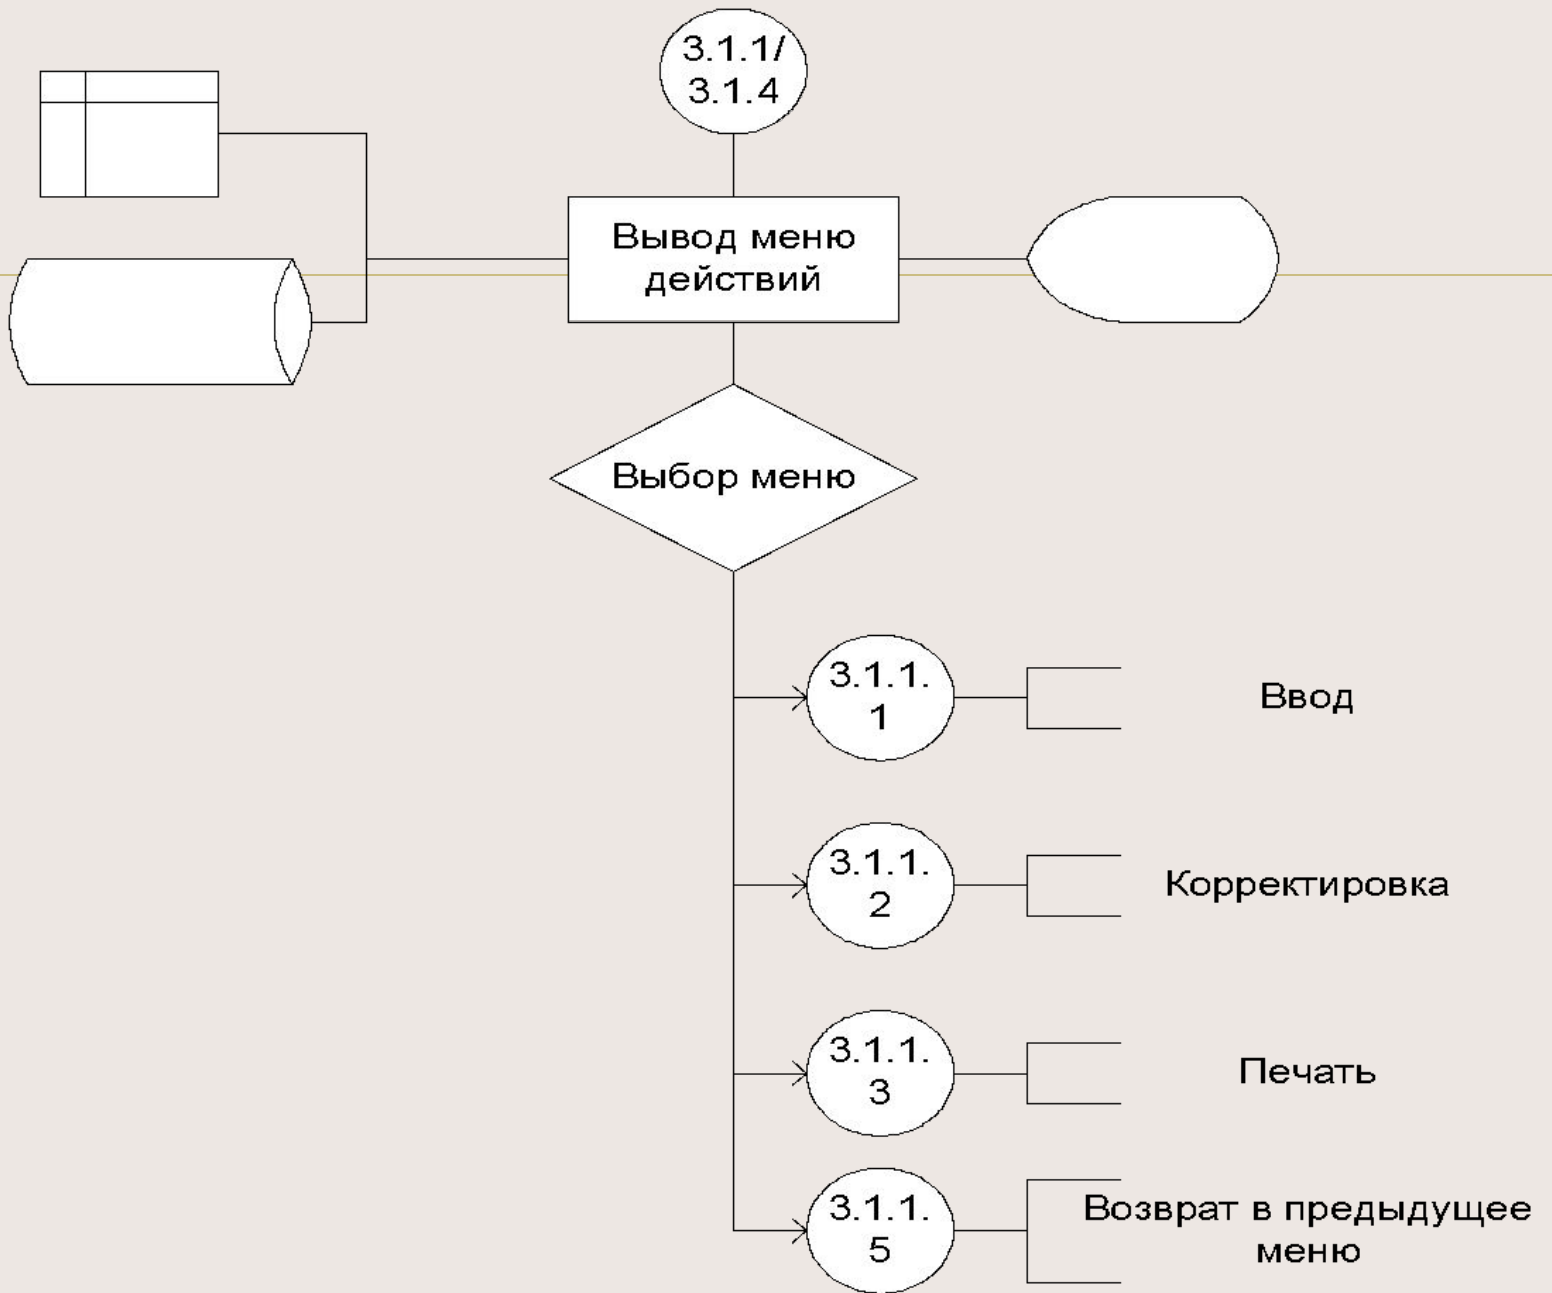 3.1.1/
3.1.4
Вывод меню
действий
Выбор меню
3.1.1.
1
Ввод
3.1.1.
2
Корректировка
3.1.1.
3
Печать
3.1.1.
5
Возврат в предыдущее
меню